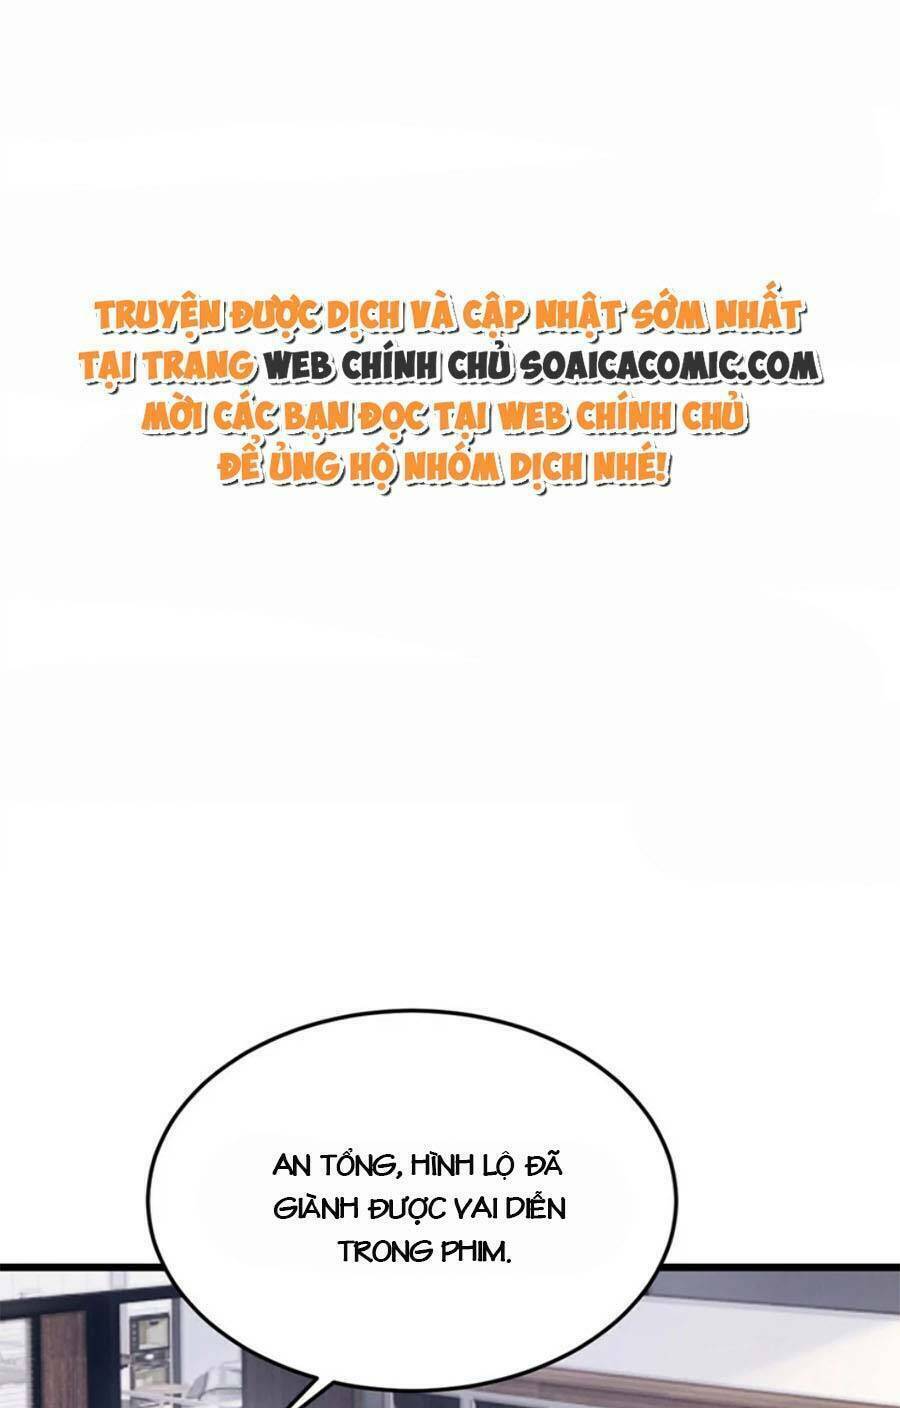 TRUYỆN ĐƯỢC DỊCH VÀ CẬP NHẬT SỚM NHẤT
TẠI TRANG WEB CHÍNH CHỦ SOAICACOMIC.COM
MỜI CÁC BẠN ĐỌC TẠI WEB CHÍNH CHỦ
ĐỂ ỦNG HỘ NHÓM DỊCH NHÉ!
AN TỔNG, HÌNH LỘ ĐÃ
GIÀNH ĐƯỢC VAI DIỄN
TRONG PHIM.